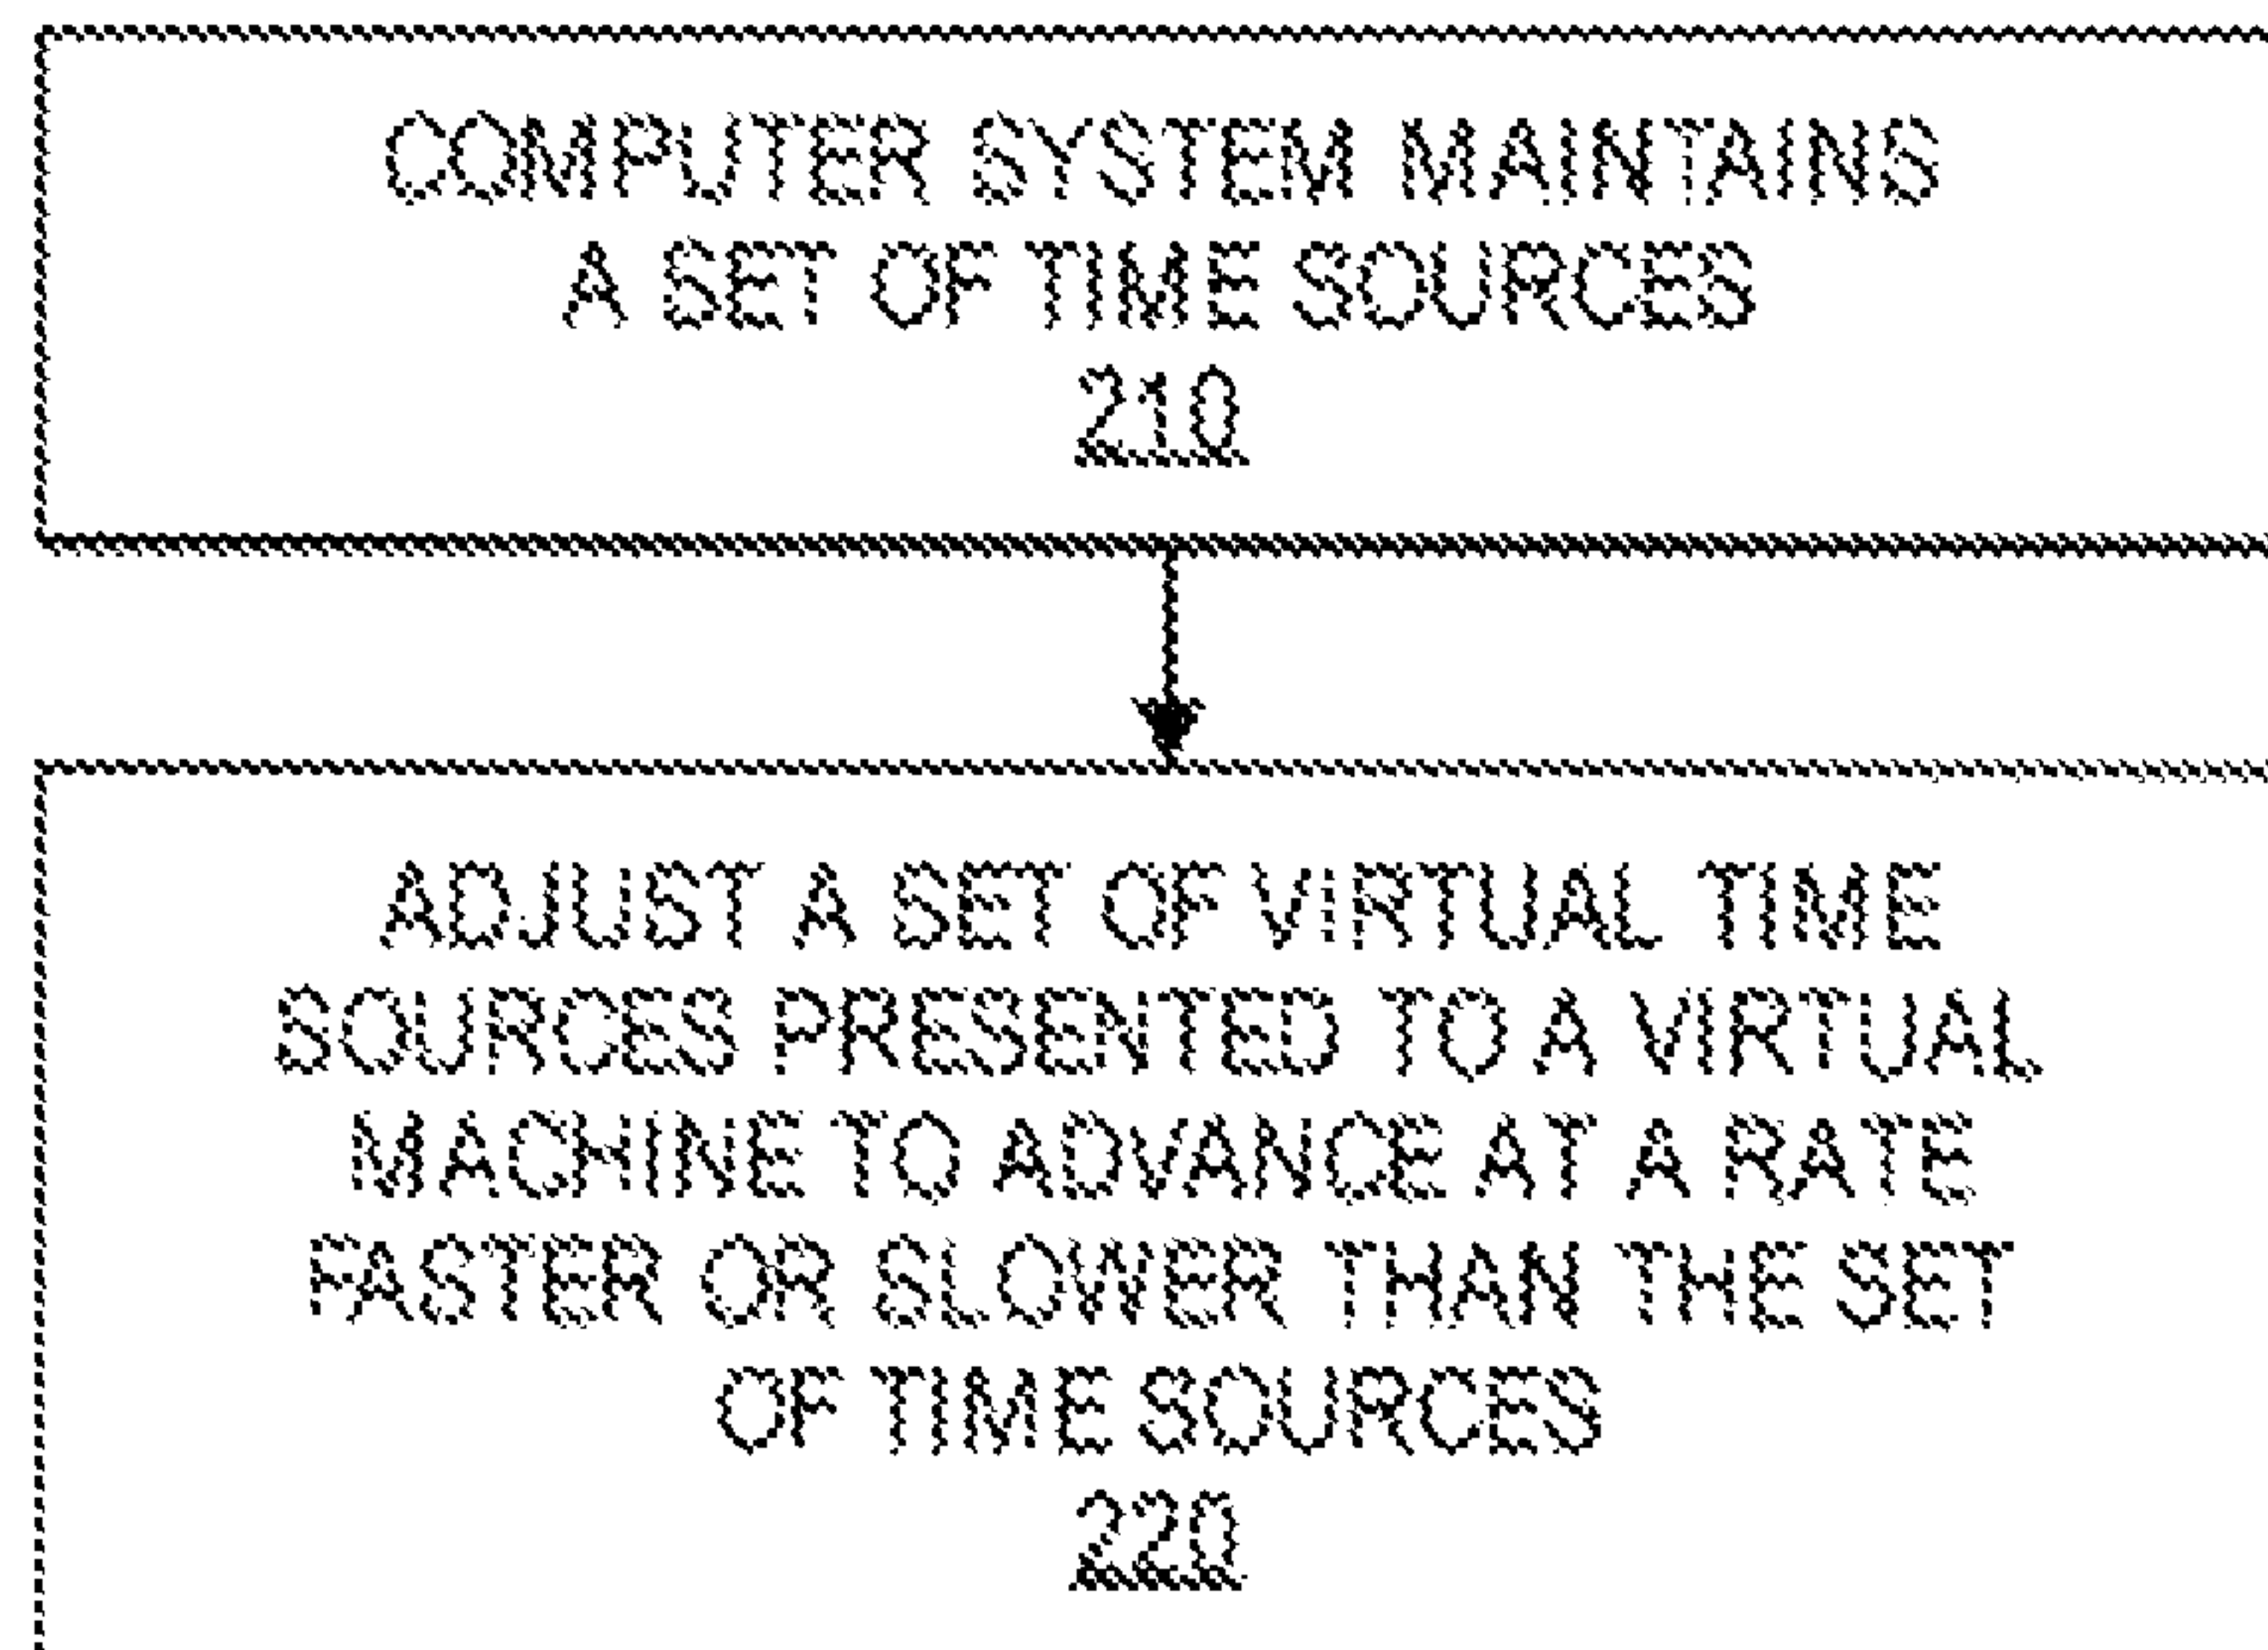 COMPUTER SYSTEM MAINTAINS
A SET OF TIME SOURCES
210
ADJUST A SET OF VIRTUAL TIME
SOURCES PRESENTED TO A VIRTUAL
MACHINE TO ADVANCE AT A RATE
FASTER OR SLOWER THAN THE SET
OF TIME SOURCES
220